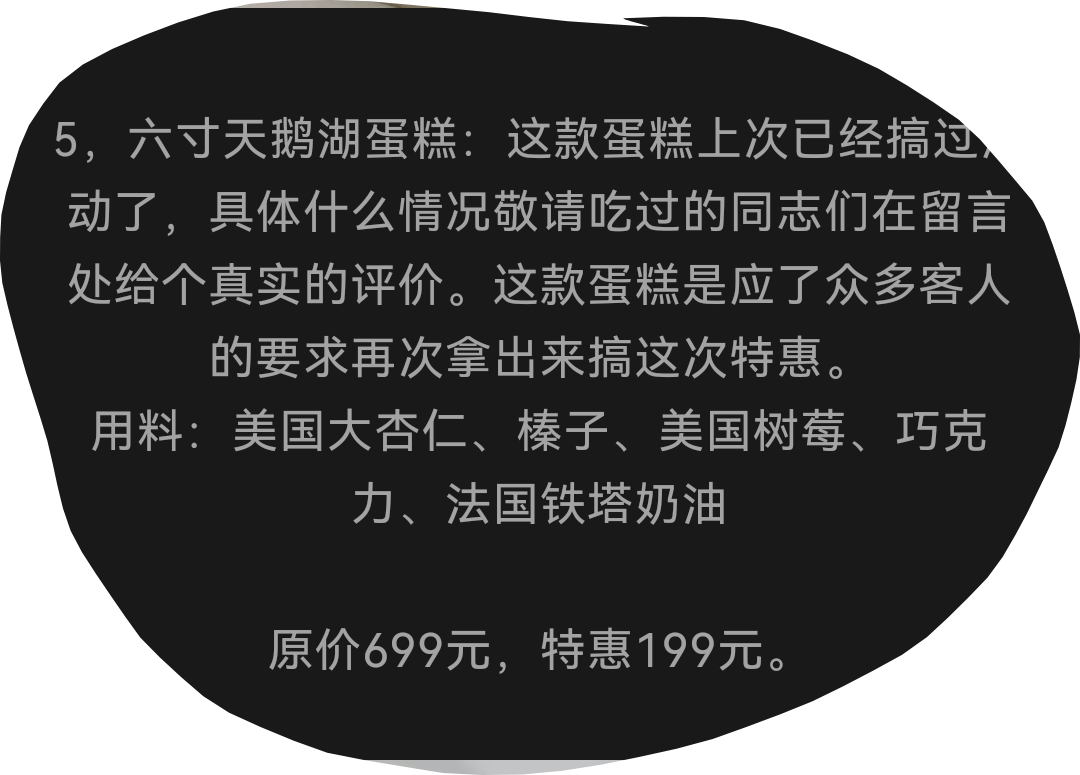 5，六寸天鹅湖蛋糕：这款蛋糕上次已经搞过
动了，具体什么情况敬请吃过的同志们在留言
处给个真实的评价。这款蛋糕是应了众多客人
的要求再次拿出来搞这次特惠。
用料：美国大杏仁、榛子、美国树莓、巧克
力、法国铁塔奶油
原价699元，特惠199元。